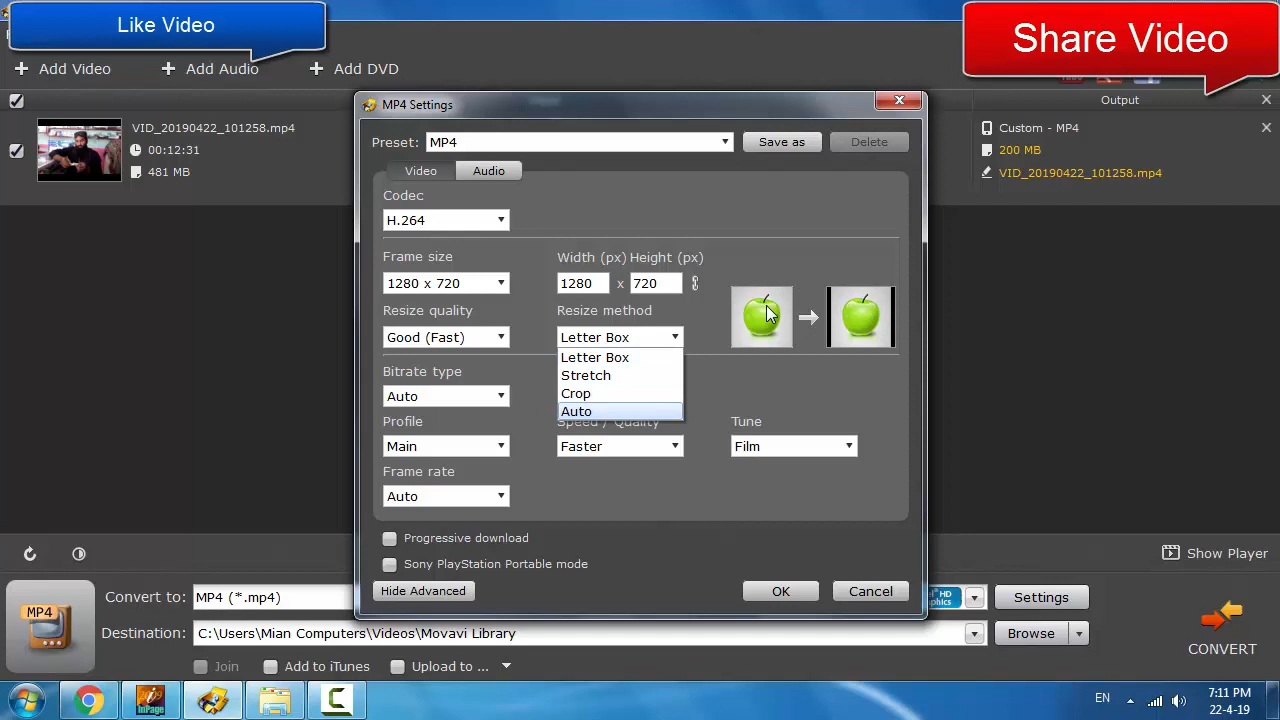 Like Video
Share Video
Add Video
Add Audio
Add DVD
MP4 Settings
Output
VID_20190422_101258.mp4
00:12:31
481 MB
Custom - MP4
200 MB
VID_20190422_101258.mp4
Preset:
MP4
Save as
Delete
Video
Audio
Codec
H.264
Frame size
Width (px)
Height (px)
1280 x 720
1280
x
720
Resize quality
Resize method
Good (Fast)
Letter Box
Letter Box
Stretch
Crop
Auto
Bitrate type
Auto
Profile
Speed / Quality
Tune
Main
Faster
Film
Frame rate
Auto
Progressive download
Sony PlayStation Portable mode
Hide Advanced
OK
Cancel
Show Player
MP4
Convert to:
MP4 (*.mp4)
HD
Graphics
Settings
Destination:
C:\Users\Mian Computers\Videos\Movavi Library
Browse
CONVERT
Join
Add to iTunes
Upload to ...
InPage
EN
7:11 PM
22-4-19